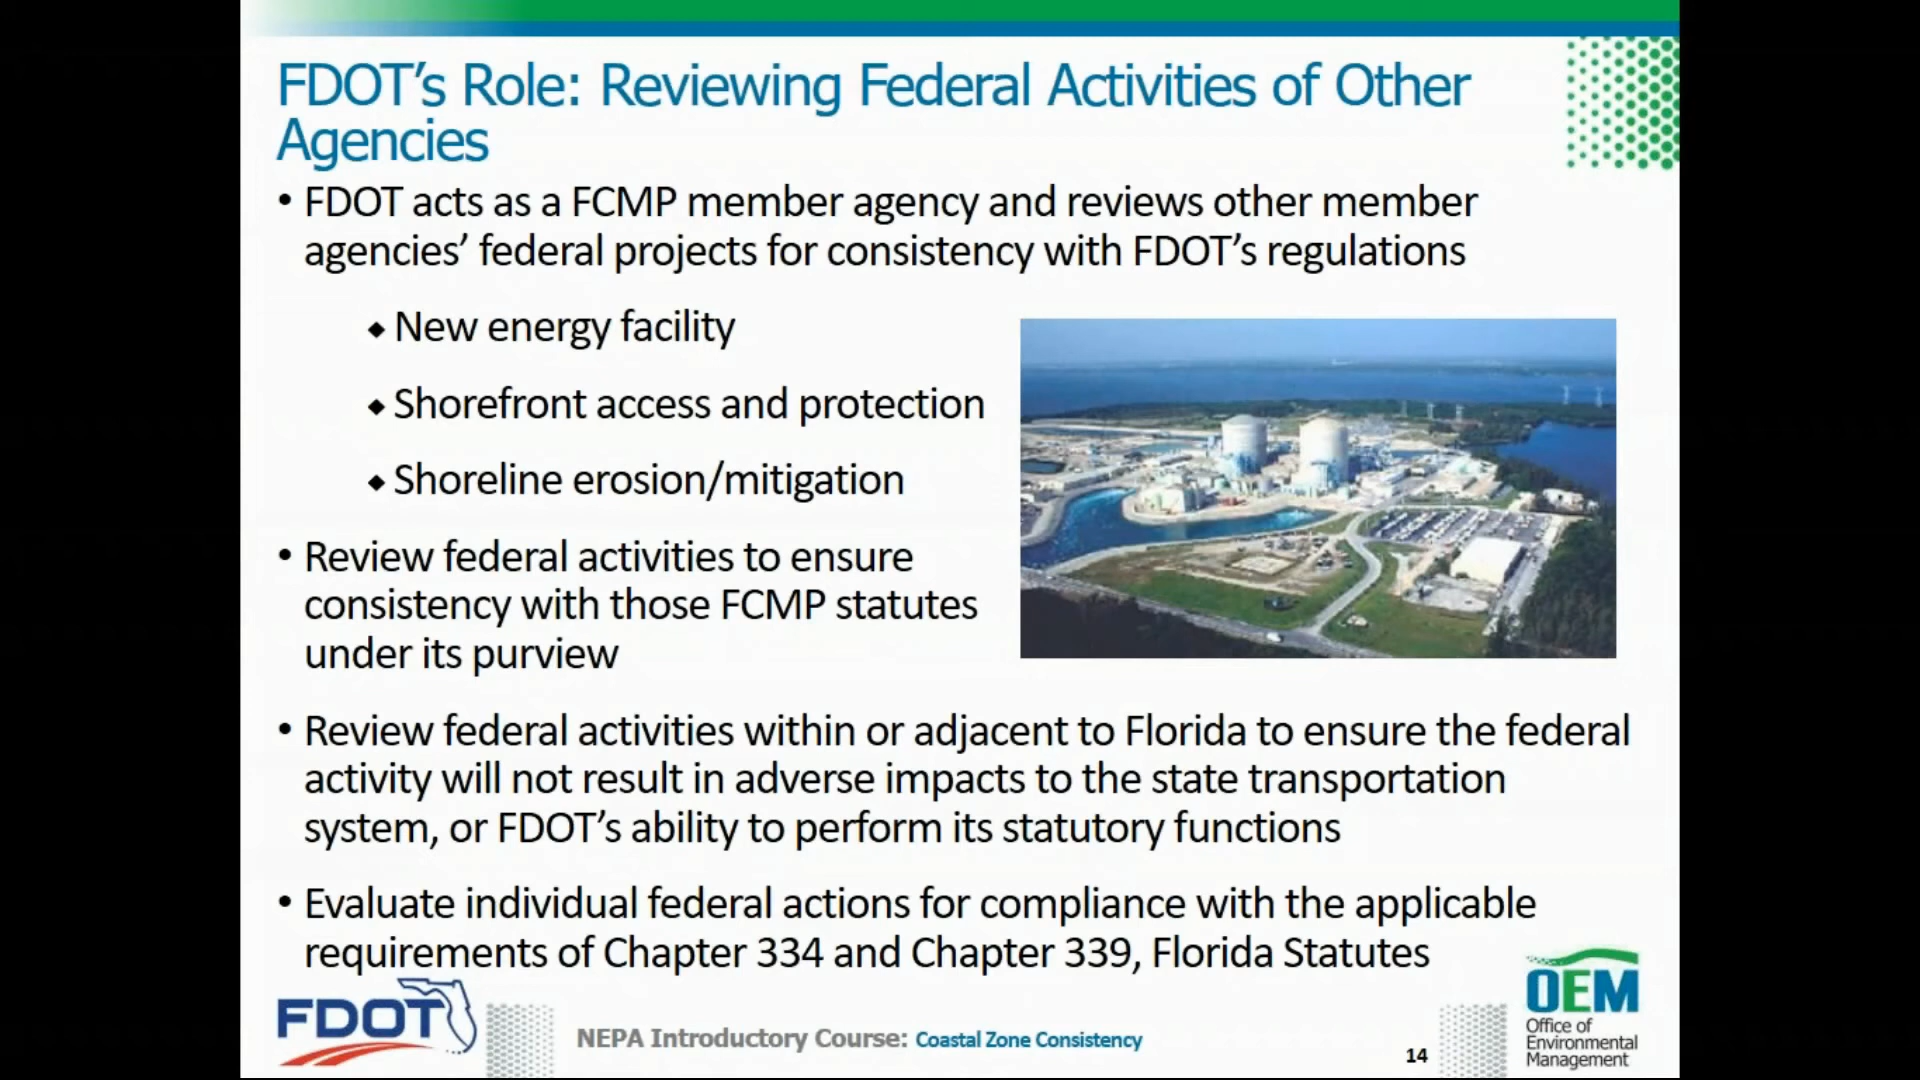 FDOT’s Role: Reviewing Federal Activities of Other
Agencies
• FDOT acts as a FCMP member agency and reviews other member
agencies’ federal projects for consistency with FDOT’s regulations
◆ New energy facility
◆ Shorefront access and protection
◆ Shoreline erosion/mitigation
• Review federal activities to ensure
consistency with those FCMP statutes
under its purview
• Review federal activities within or adjacent to Florida to ensure the federal
activity will not result in adverse impacts to the state transportation
system, or FDOT’s ability to perform its statutory functions
• Evaluate individual federal actions for compliance with the applicable
requirements of Chapter 334 and Chapter 339, Florida Statutes
FDOT
NEPA Introductory Course: Coastal Zone Consistency
14
OEM
Office of
Environmental
Management